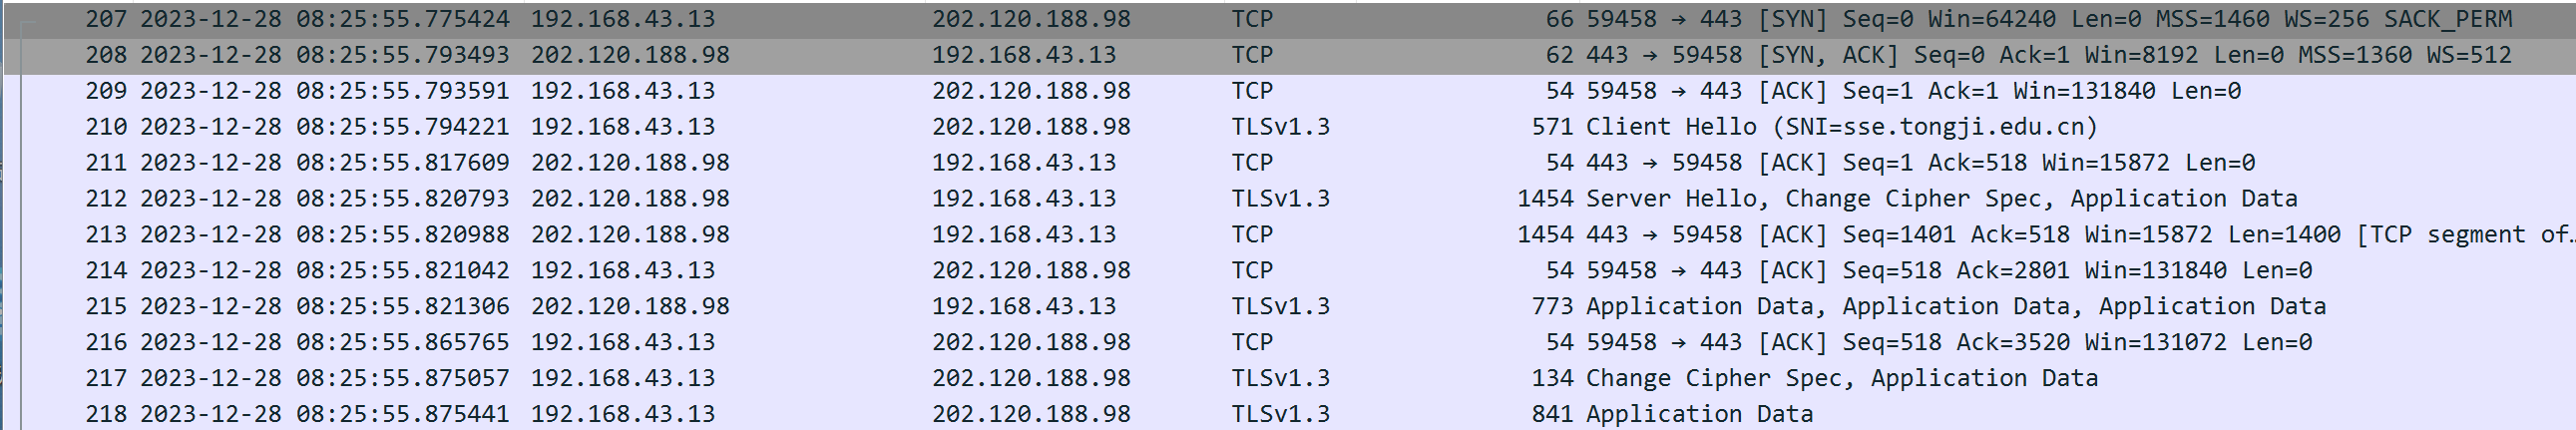 207 2023-12-28 08:25:55.775424 192.168.43.13 202.120.188.98 TCP 66 59458 → 443 [SYN] Seq=0 Win=64240 Len=0 MSS=1460 WS=256 SACK_PERM
208 2023-12-28 08:25:55.793493 202.120.188.98 192.168.43.13 TCP 62 443 → 59458 [SYN, ACK] Seq=0 Ack=1 Win=8192 Len=0 MSS=1360 WS=512
209 2023-12-28 08:25:55.793591 192.168.43.13 202.120.188.98 TCP 54 59458 → 443 [ACK] Seq=1 Ack=1 Win=131840 Len=0
210 2023-12-28 08:25:55.794221 192.168.43.13 202.120.188.98 TLSv1.3 571 Client Hello (SNI=sse.tongji.edu.cn)
211 2023-12-28 08:25:55.817609 202.120.188.98 192.168.43.13 TCP 54 443 → 59458 [ACK] Seq=1 Ack=518 Win=15872 Len=0
212 2023-12-28 08:25:55.820793 202.120.188.98 192.168.43.13 TLSv1.3 1454 Server Hello, Change Cipher Spec, Application Data
213 2023-12-28 08:25:55.820988 202.120.188.98 192.168.43.13 TCP 1454 443 → 59458 [ACK] Seq=1401 Ack=518 Win=15872 Len=1400 [TCP segment of…
214 2023-12-28 08:25:55.821042 192.168.43.13 202.120.188.98 TCP 54 59458 → 443 [ACK] Seq=518 Ack=2801 Win=131840 Len=0
215 2023-12-28 08:25:55.821306 202.120.188.98 192.168.43.13 TLSv1.3 773 Application Data, Application Data, Application Data
216 2023-12-28 08:25:55.865765 192.168.43.13 202.120.188.98 TCP 54 59458 → 443 [ACK] Seq=518 Ack=3520 Win=131072 Len=0
217 2023-12-28 08:25:55.875057 192.168.43.13 202.120.188.98 TLSv1.3 134 Change Cipher Spec, Application Data
218 2023-12-28 08:25:55.875441 192.168.43.13 202.120.188.98 TLSv1.3 841 Application Data